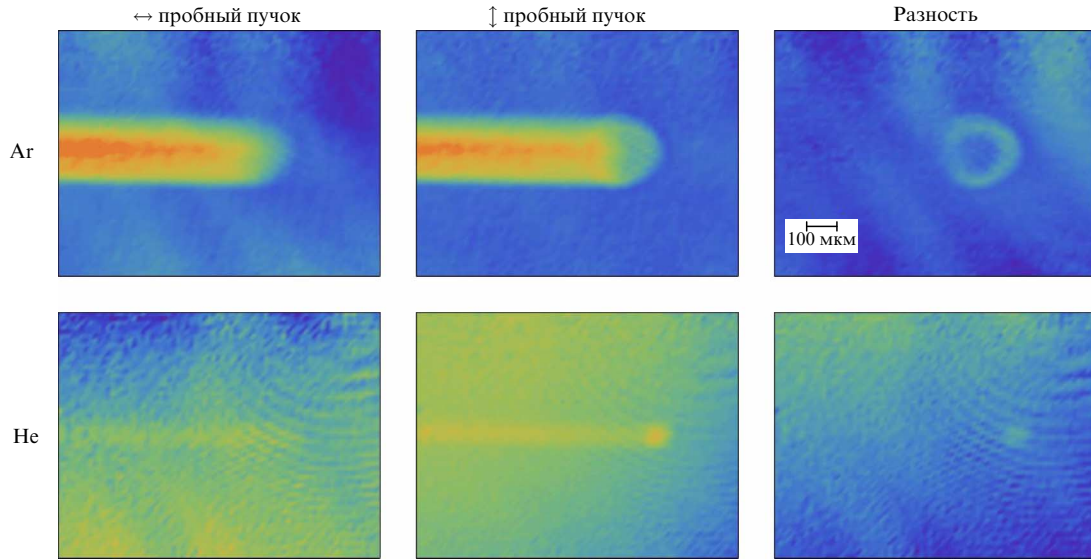 ↔ пробный пучок
↕ пробный пучок
Разность
Ar
100 мкм
He